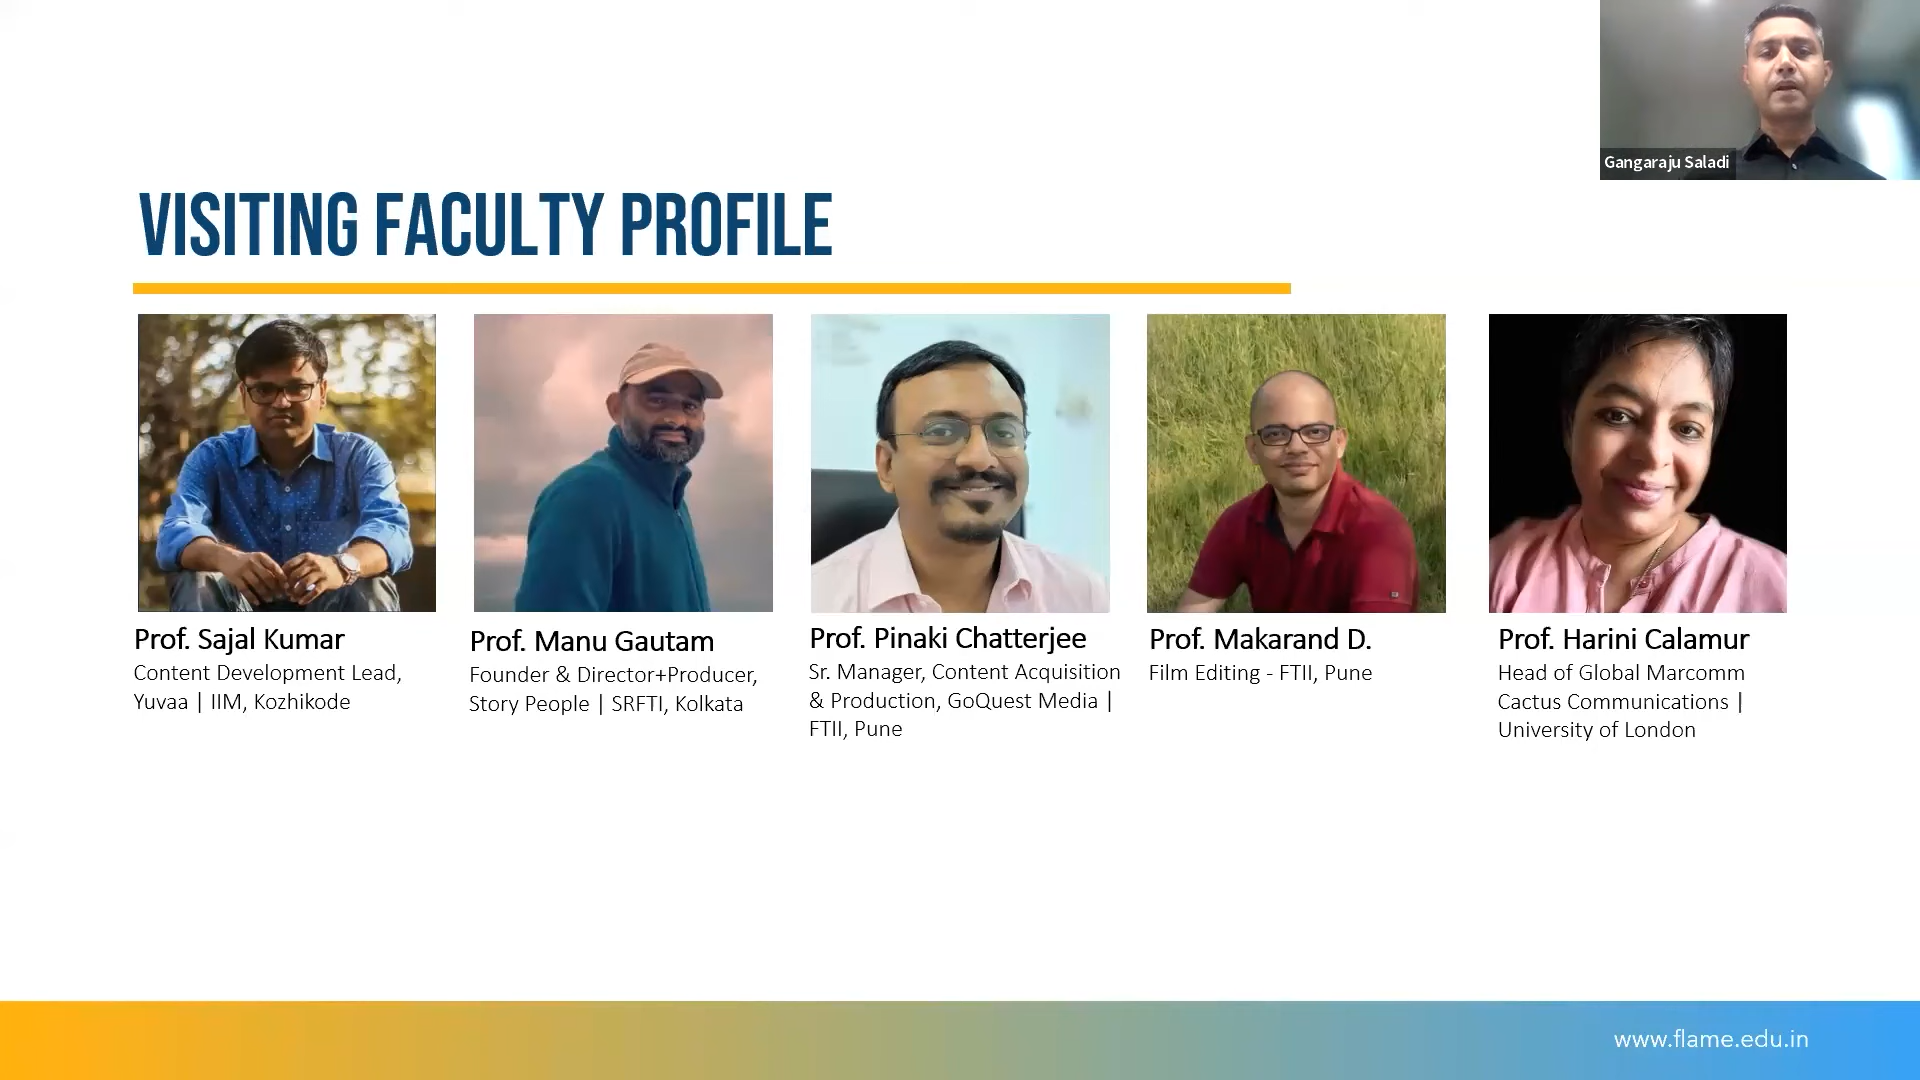 Gangaraju Saladi
VISITING FACULTY PROFILE
Prof. Sajal Kumar
Content Development Lead,
Yuvaa | IIM, Kozhikode
Prof. Manu Gautam
Founder & Director+Producer,
Story People | SRFTI, Kolkata
Prof. Pinaki Chatterjee
Sr. Manager, Content Acquisition
& Production, GoQuest Media |
FTII, Pune
Prof. Makarand D.
Film Editing - FTII, Pune
Prof. Harini Calamur
Head of Global Marcomm
Cactus Communications |
University of London
www.flame.edu.in